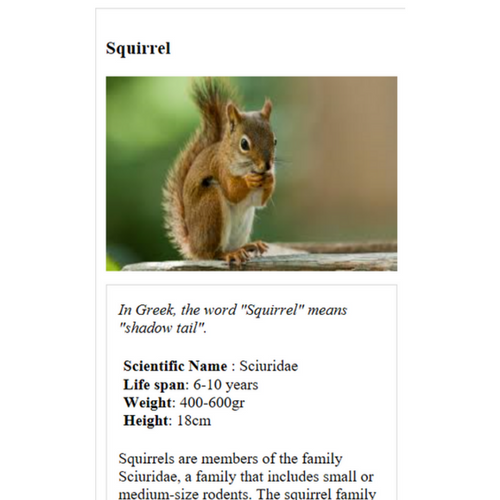 Squirrel
In Greek, the word "Squirrel" means
"shadow tail".
Scientific Name : Sciuridae
Life span: 6-10 years
Weight: 400-600gr
Height: 18cm
Squirrels are members of the family
Sciuridae, a family that includes small or
medium-size rodents. The squirrel family